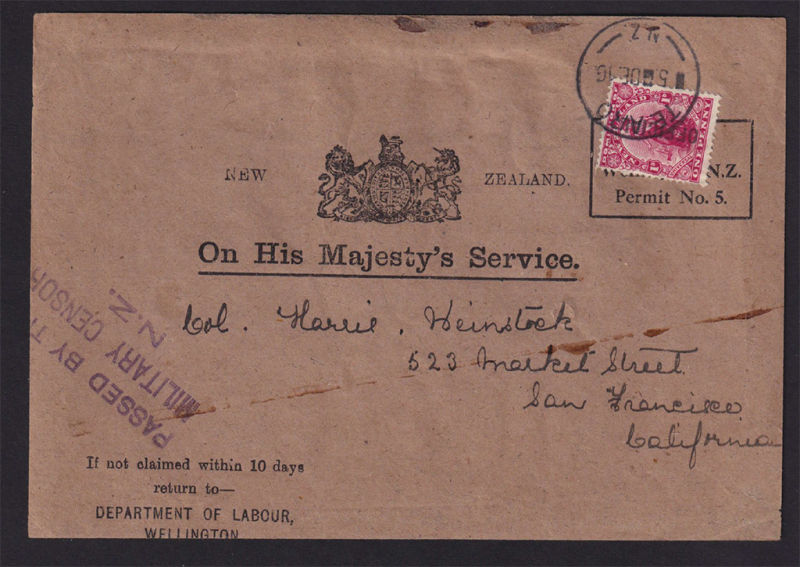 N.Z.
5 DE 16
NEW ZEALAND.
N.Z.
Permit No. 5.
On His Majesty's Service.
Col. Harris. Weinstock
523 Market Street
San Francisco
California
PASSED BY TH
MILITARY CENSOR
N.Z.
If not claimed within 10 days
return to—
DEPARTMENT OF LABOUR,
WELLINGTON